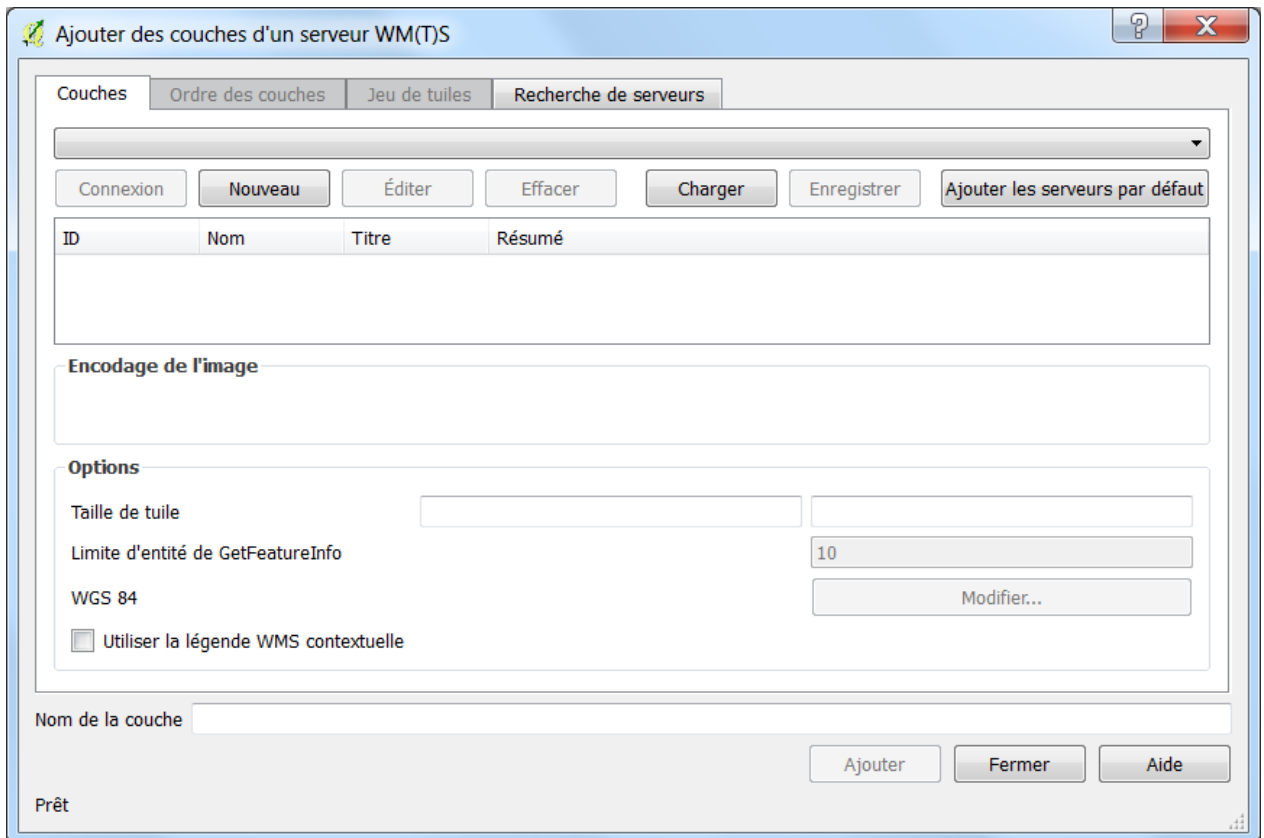 Ajouter des couches d'un serveur WM(T)S
Couches Ordre des couches Jeu de tuiles Recherche de serveurs
Connexion Nouveau Éditer Effacer Charger Enregistrer Ajouter les serveurs par défaut
ID Nom Titre Résumé
Encodage de l'image
Options
Taille de tuile
Limite d'entité de GetFeatureInfo 10
WGS 84 Modifier...
Utiliser la légende WMS contextuelle
Nom de la couche
Ajouter Fermer Aide
Prêt